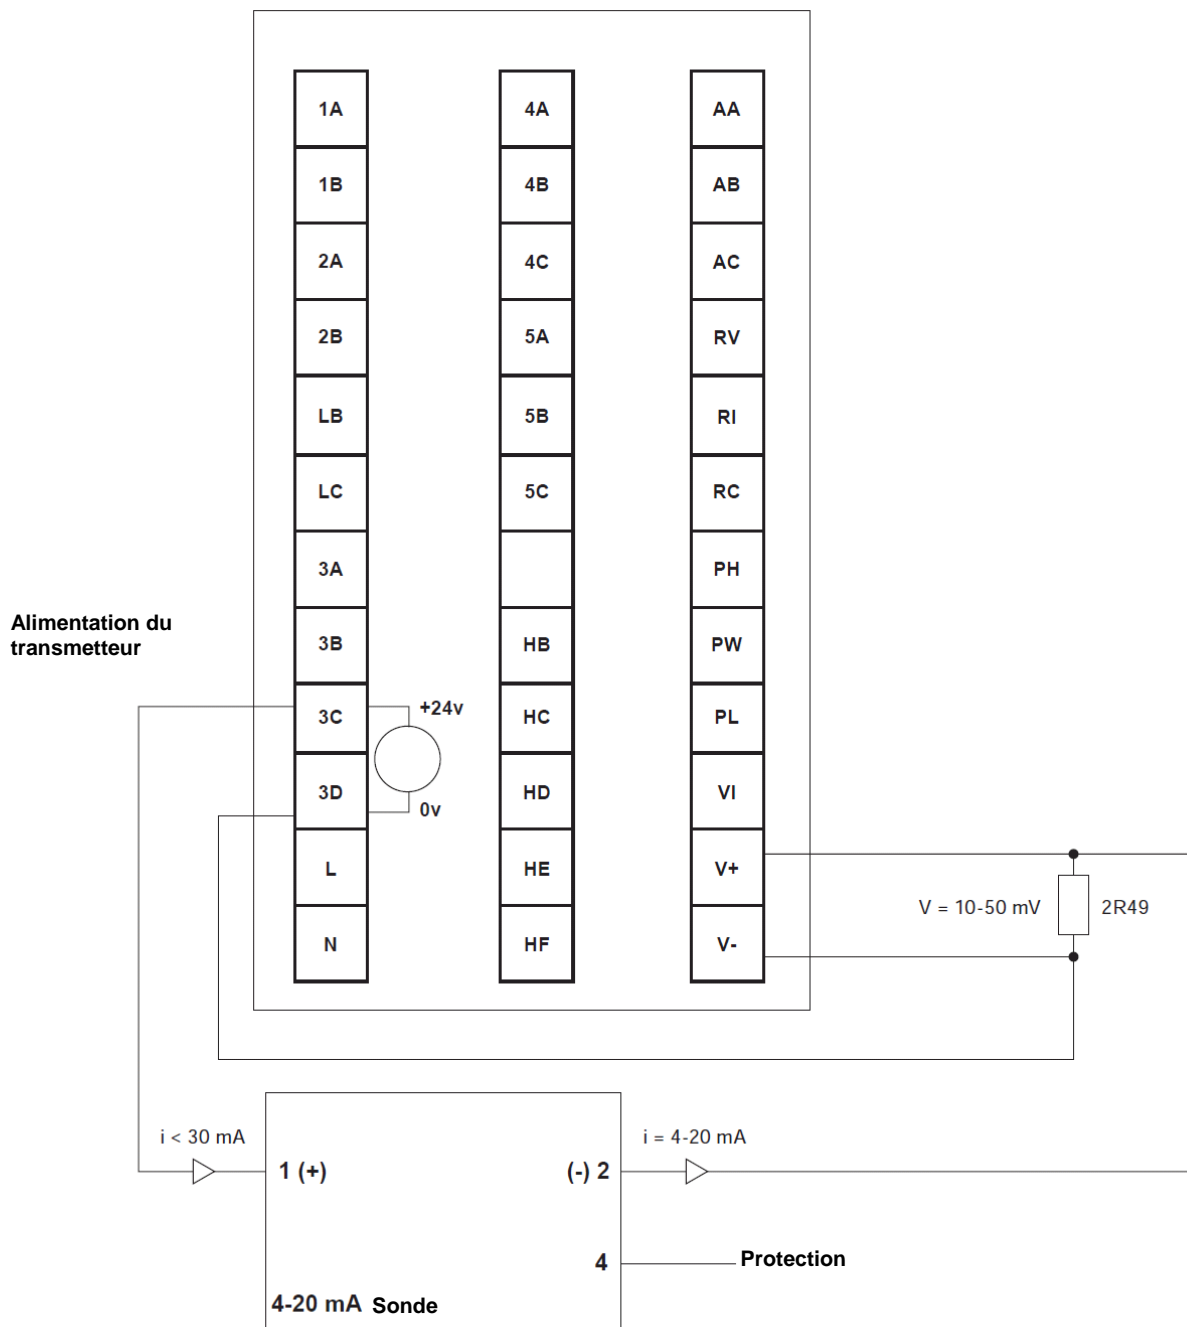 1A 4A AA
1B 4B AB
2A 4C AC
2B 5A RV
LB 5B RI
LC 5C RC
3A PH
Alimentation du
transmetteur
3B HB PW
3C +24v HC PL
3D 0v HD VI
L HE V+
V = 10-50 mV 2R49
N HF V-
i < 30 mA i = 4-20 mA
1 (+) (-) 2
4 Protection
4-20 mA Sonde